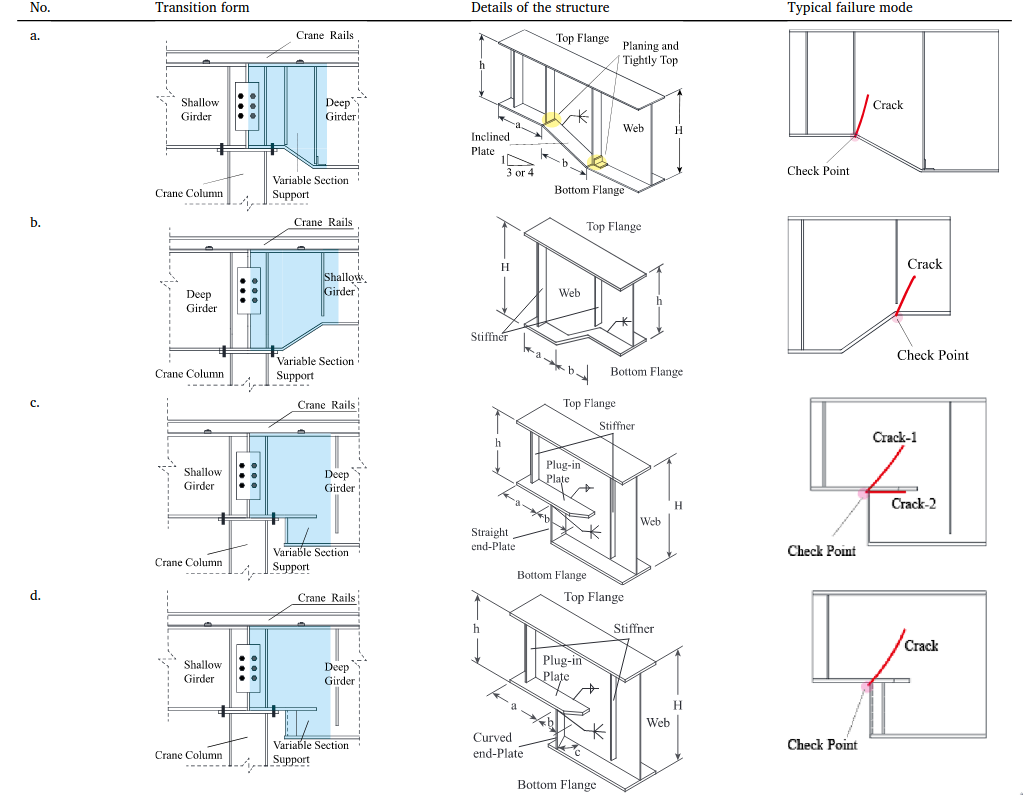 No. Transition form Details of the structure Typical failure mode
a.
Crane Rails
Shallow
Girder
Deep
Girder
Crane Column
Variable Section
Support
Top Flange
Planing and
Tightly Top
h
a
Web
H
Inclined
Plate
1
3 or 4
b
Bottom Flange
Crack
Check Point
b.
Crane Rails
Deep
Girder
Shallow
Girder
Crane Column
Variable Section
Support
Top Flange
H
Web
h
Stiffner
a
b
Bottom Flange
Crack
Check Point
c.
Crane Rails
Shallow
Girder
Deep
Girder
Crane Column
Variable Section
Support
Top Flange
Stiffner
h
Plug-in
Plate
a
b
H
Web
Straight
end-Plate
Bottom Flange
Crack-1
Crack-2
Check Point
d.
Crane Rails
Shallow
Girder
Deep
Girder
Crane Column
Variable Section
Support
Top Flange
h
Stiffner
Plug-in
Plate
a
b
H
Web
Curved
end-Plate
c
Bottom Flange
Crack
Check Point